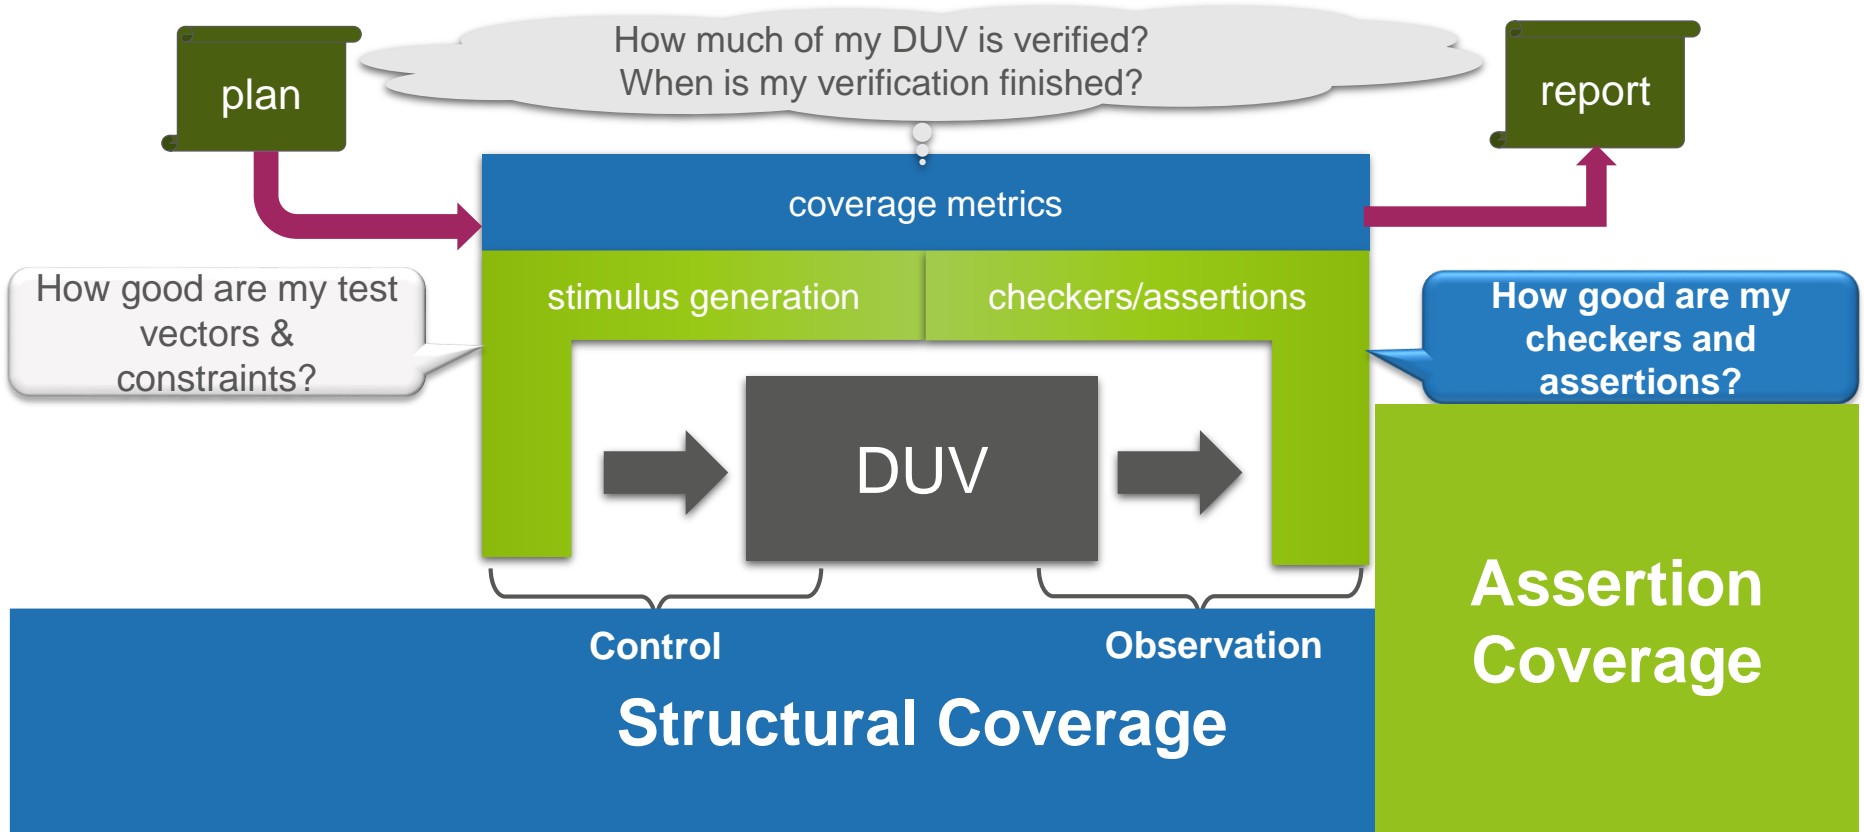 How much of my DUV is verified?
When is my verification finished?
plan
report
coverage metrics
How good are my test
vectors &
constraints?
stimulus generation
checkers/assertions
How good are my
checkers and
assertions?
DUV
Control
Observation
Structural Coverage
Assertion
Coverage